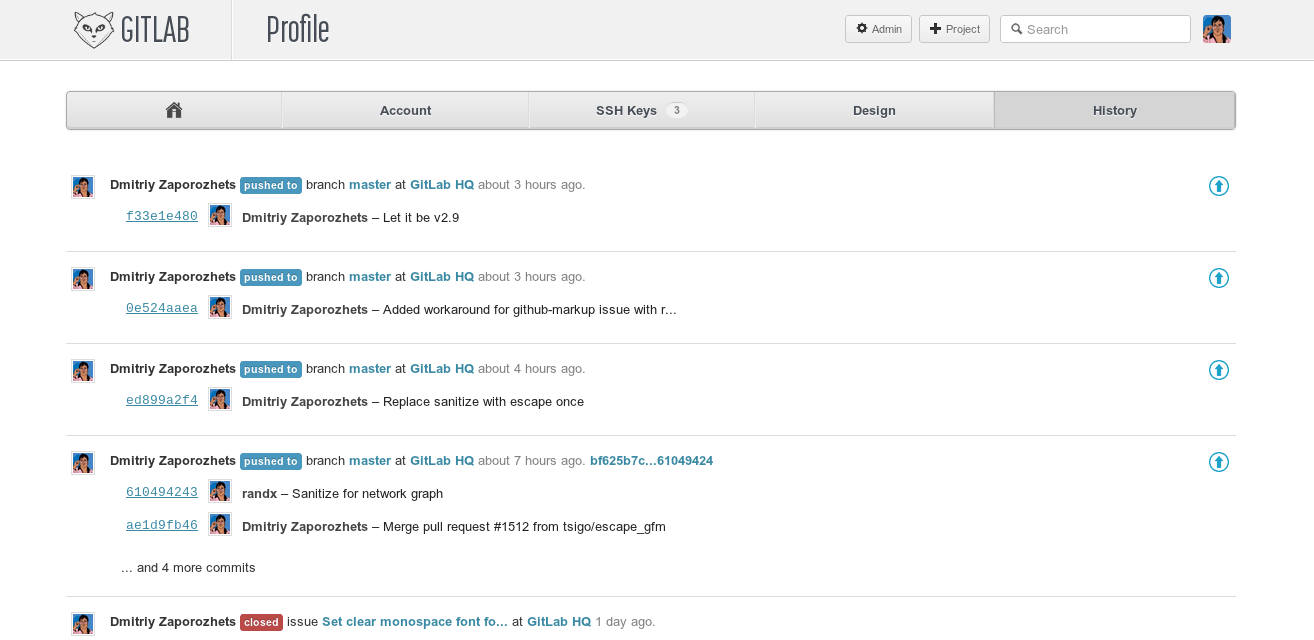 GITLAB Profile Admin Project Search
Account SSH Keys 3 Design History
Dmitriy Zaporozhets pushed to branch master at GitLab HQ about 3 hours ago.
f33e1e480 Dmitriy Zaporozhets – Let it be v2.9
Dmitriy Zaporozhets pushed to branch master at GitLab HQ about 3 hours ago.
0e524aaea Dmitriy Zaporozhets – Added workaround for github-markup issue with r...
Dmitriy Zaporozhets pushed to branch master at GitLab HQ about 4 hours ago.
ed899a2f4 Dmitriy Zaporozhets – Replace sanitize with escape once
Dmitriy Zaporozhets pushed to branch master at GitLab HQ about 7 hours ago. bf625b7c...61049424
610494243 randx – Sanitize for network graph
ae1d9fb46 Dmitriy Zaporozhets – Merge pull request #1512 from tsigo/escape_gfm
... and 4 more commits
Dmitriy Zaporozhets closed issue Set clear monospace font fo... at GitLab HQ 1 day ago.